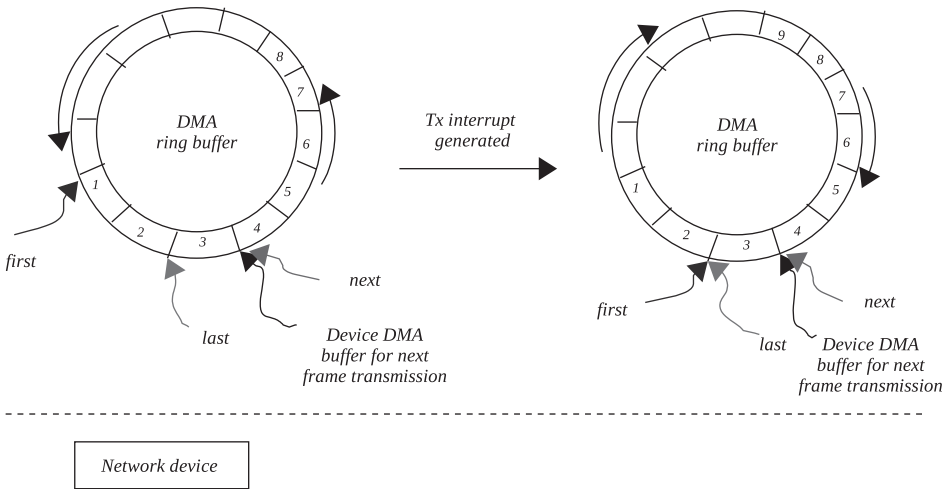 8
7
6
5
4
3
2
1
DMA
ring buffer
first
last
next
Device DMA
buffer for next
frame transmission
Tx interrupt
generated
9
8
7
6
5
4
3
2
1
DMA
ring buffer
first
last
next
Device DMA
buffer for next
frame transmission
Network device